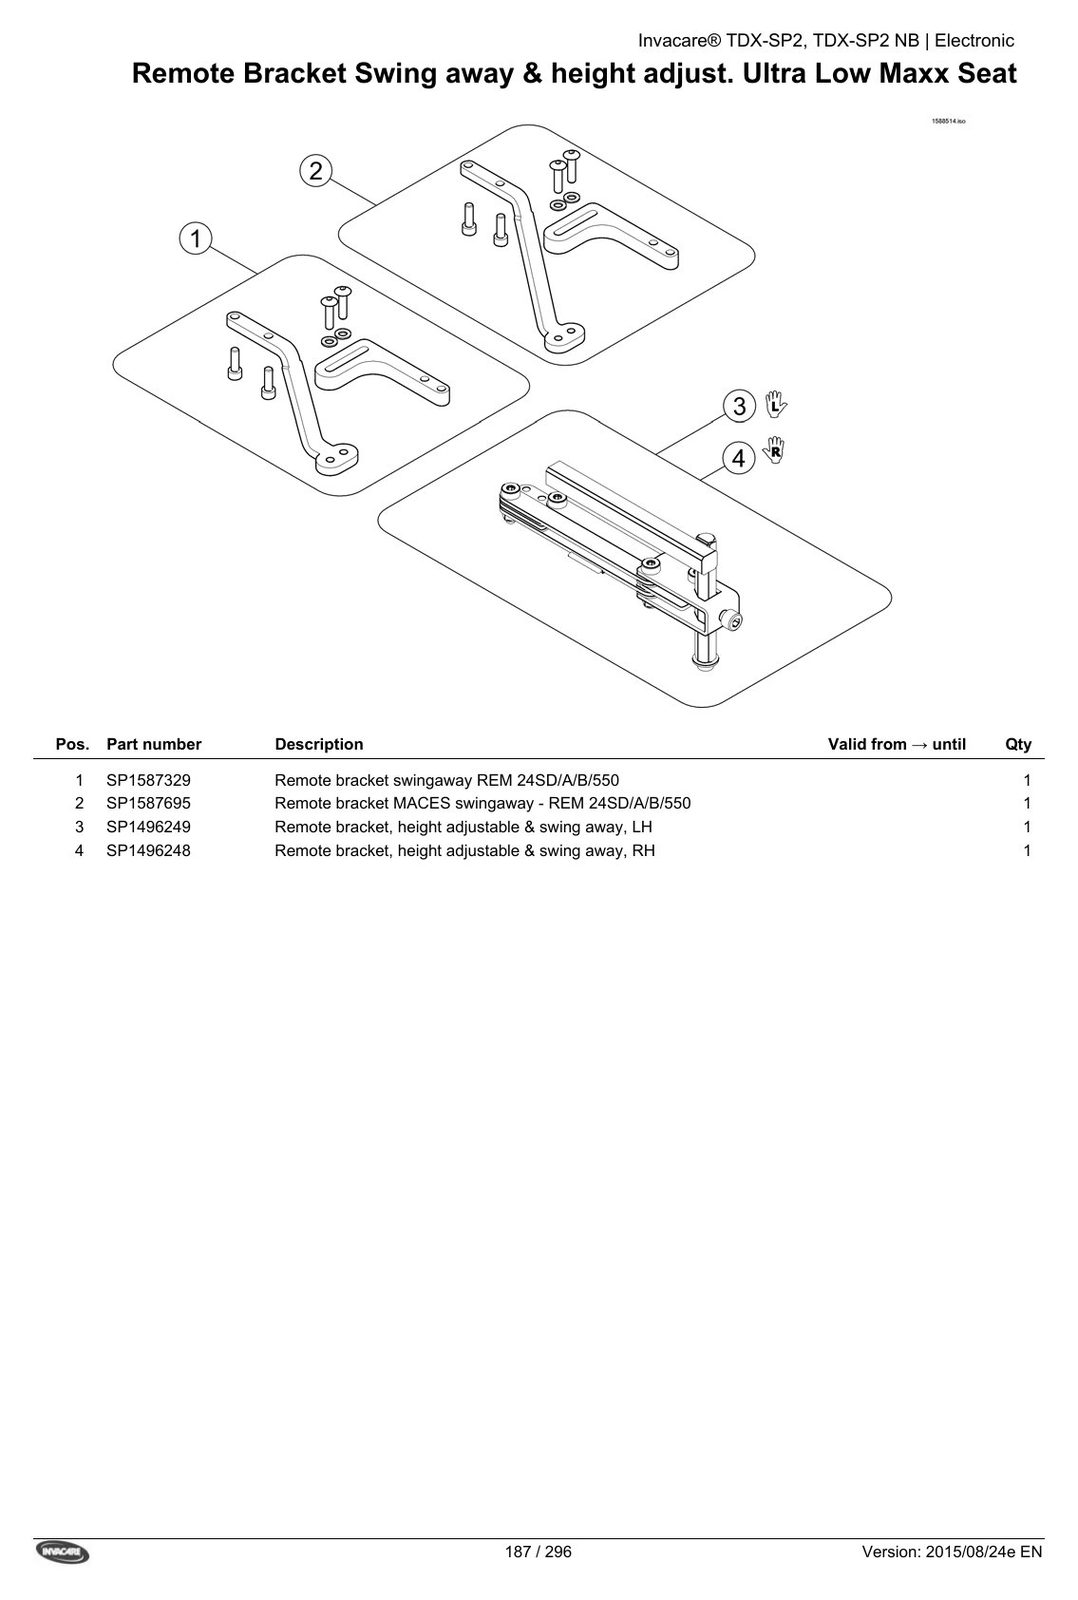 Invacare® TDX-SP2, TDX-SP2 NB | Electronic
Remote Bracket Swing away & height adjust. Ultra Low Maxx Seat
1588514.iso
2
1
3 L
4 R
Pos. Part number Description Valid from → until Qty
1 SP1587329 Remote bracket swingaway REM 24SD/A/B/550 1
2 SP1587695 Remote bracket MACES swingaway - REM 24SD/A/B/550 1
3 SP1496249 Remote bracket, height adjustable & swing away, LH 1
4 SP1496248 Remote bracket, height adjustable & swing away, RH 1
INVACARE 187 / 296 Version: 2015/08/24e EN